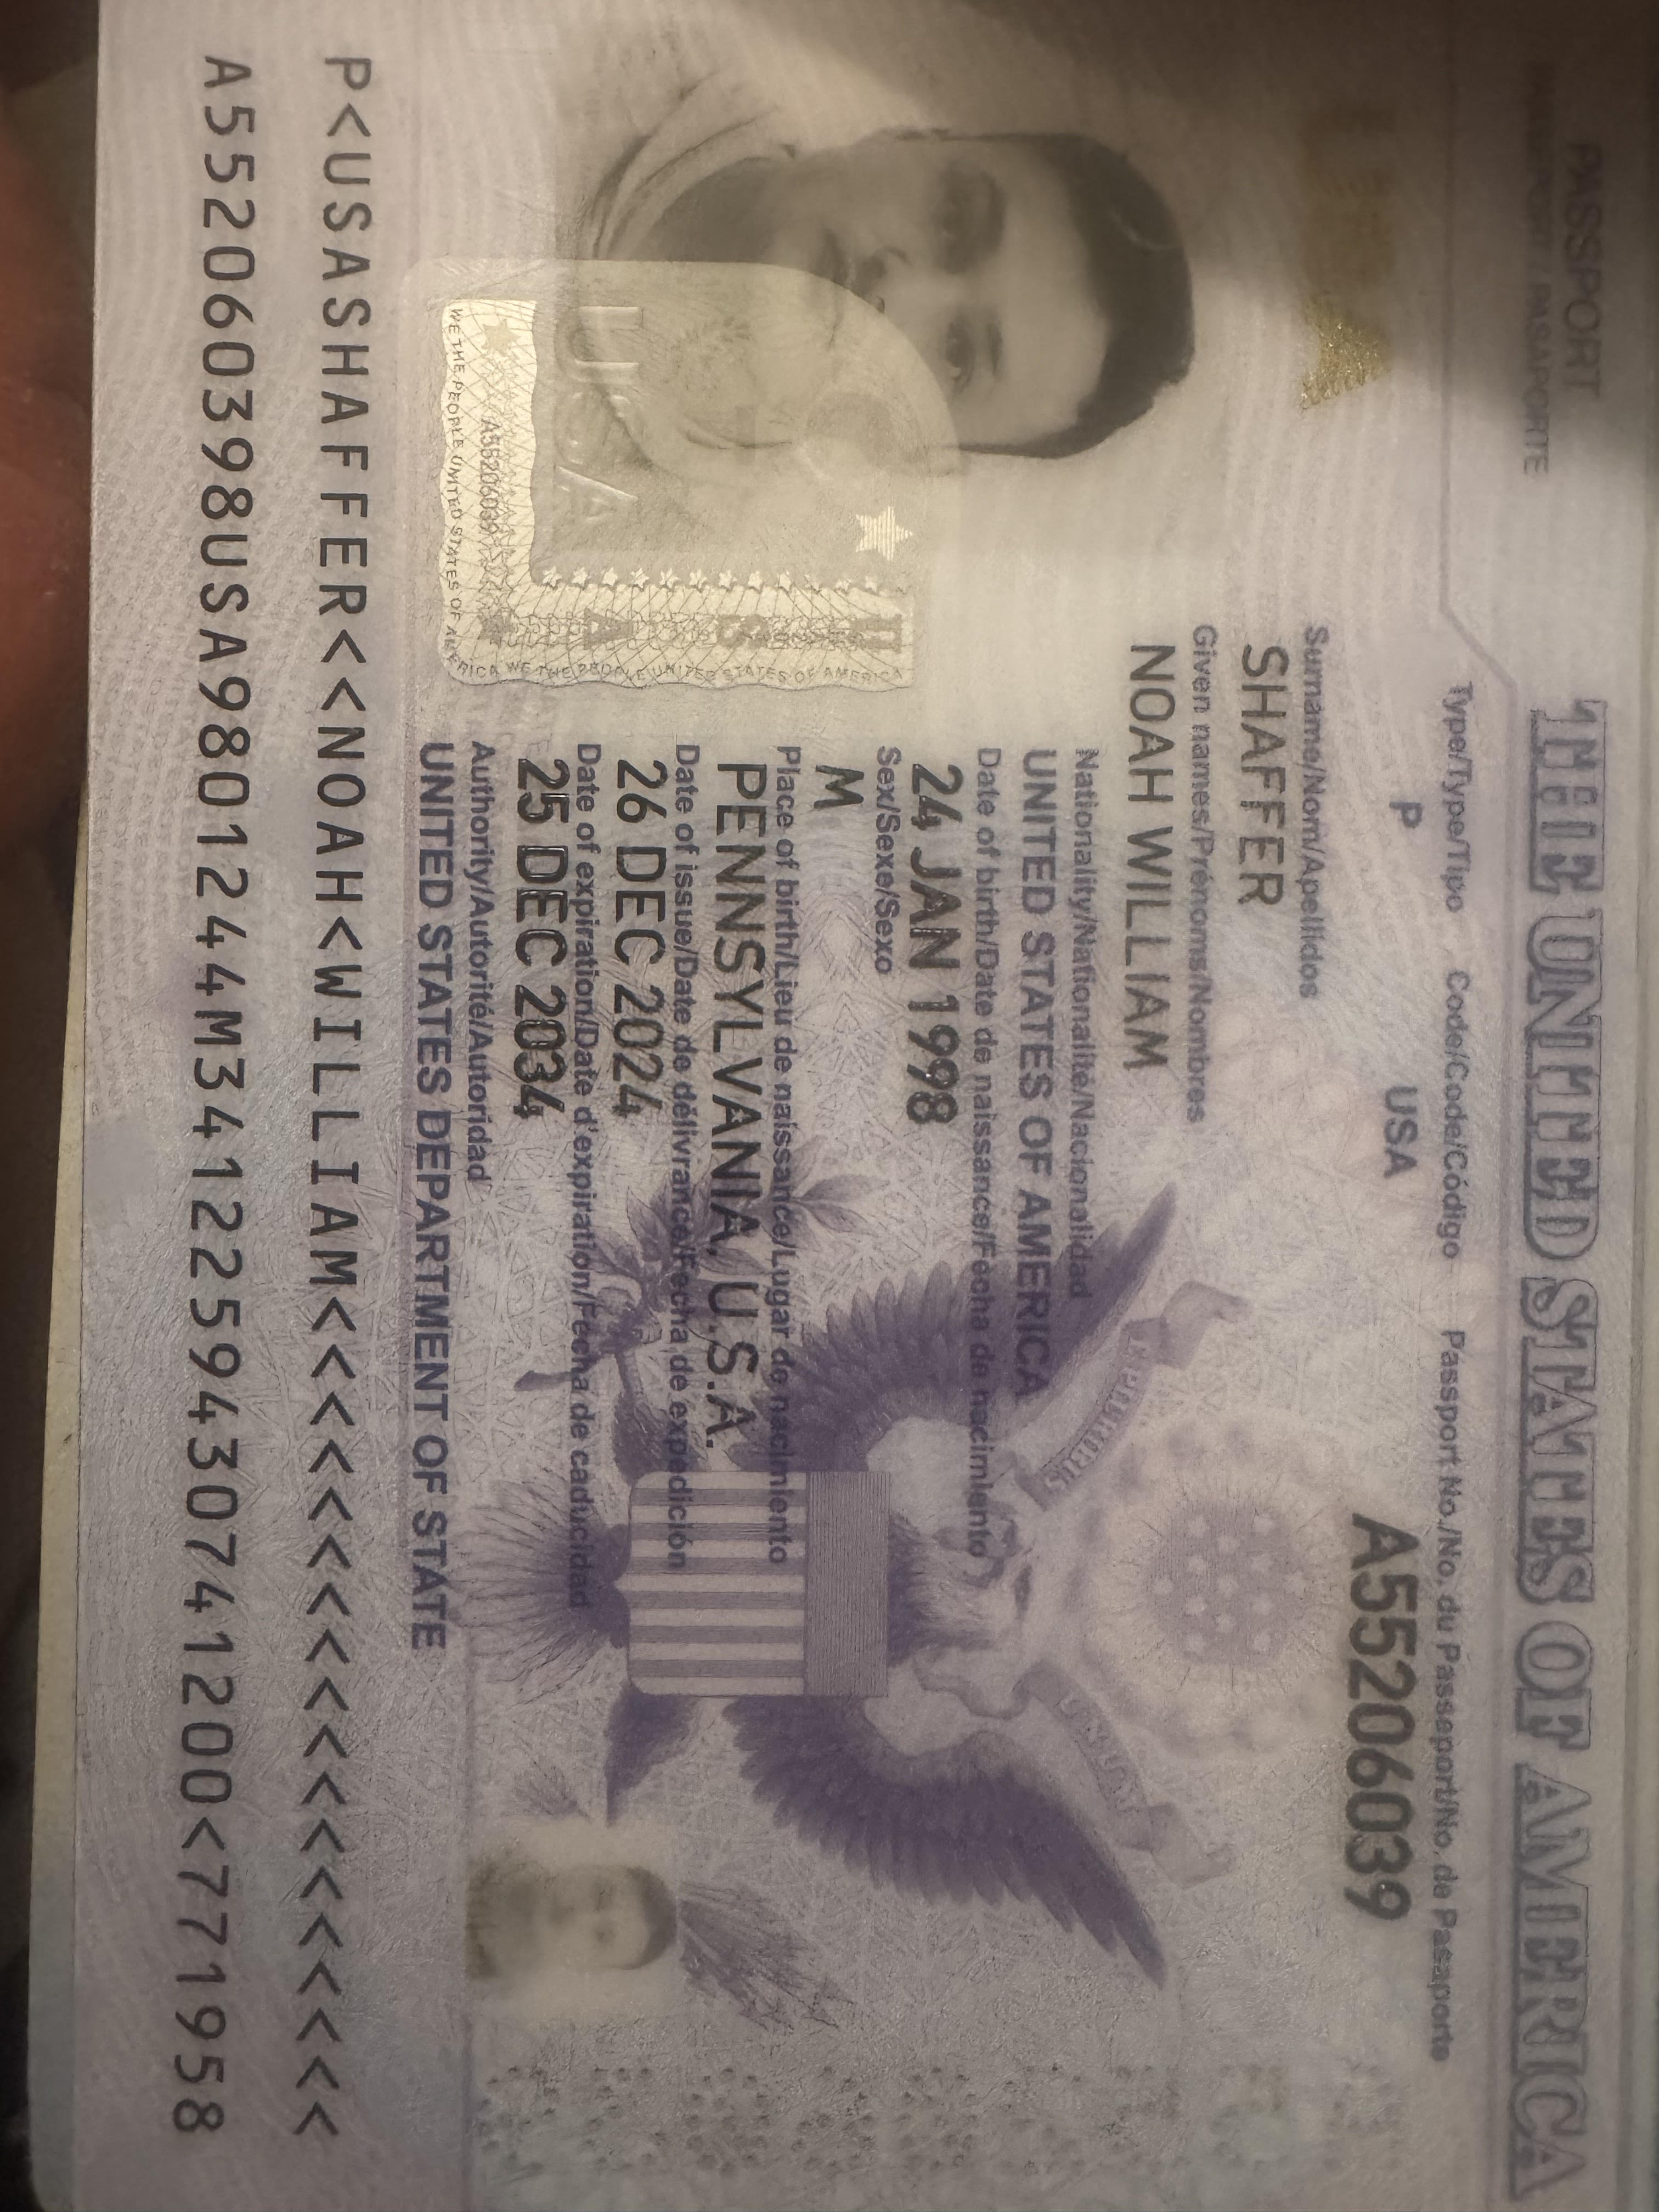 PASSPORT
PASSEPORT / PASAPORTE
THE UNITED STATES OF AMERICA
Type/Type/Tipo
Code/Code/Código
Passport No./No. du Passeport/No. de Pasaporte
P
USA
A55206039
Surname/Nom/Apellidos
SHAFFER
Given names/Prénoms/Nombres
NOAH WILLIAM
Nationality/Nationalité/Nacionalidad
UNITED STATES OF AMERICA
Date of birth/Date de naissance/Fecha de nacimiento
24 JAN 1998
Sex/Sexe/Sexo
M
Place of birth/Lieu de naissance/Lugar de nacimiento
PENNSYLVANIA, U.S.A.
Date of issue/Date de délivrance/Fecha de expedición
26 DEC 2024
Date of expiration/Date d'expiration/Fecha de caducidad
25 DEC 2034
Authority/Autorité/Autoridad
UNITED STATES DEPARTMENT OF STATE
USA
USA
A55206039
WE THE PEOPLE UNITED STATES OF AMERICA WE THE PEOPLE UNITED STATES OF AMERICA
P<USASHAFFER<<NOAH<WILLIAM<<<<<<<<<<<<<<<<<<
A552060398USA9801244M3412259430741200<771958